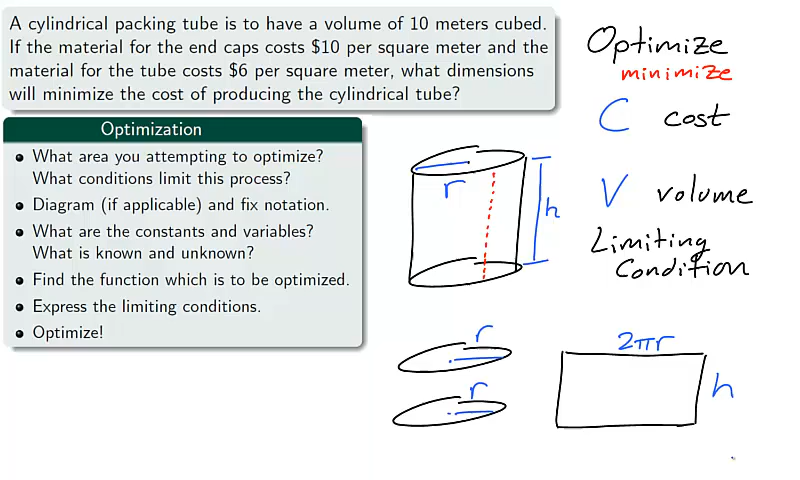 A cylindrical packing tube is to have a volume of 10 meters cubed.
If the material for the end caps costs $10 per square meter and the
material for the tube costs $6 per square meter, what dimensions
will minimize the cost of producing the cylindrical tube?
Optimization
• What area you attempting to optimize?
What conditions limit this process?
• Diagram (if applicable) and fix notation.
• What are the constants and variables?
What is known and unknown?
• Find the function which is to be optimized.
• Express the limiting conditions.
• Optimize!
Optimize
minimize
C cost
V volume
Limiting
Condition
r
h
r
r
2πr
h